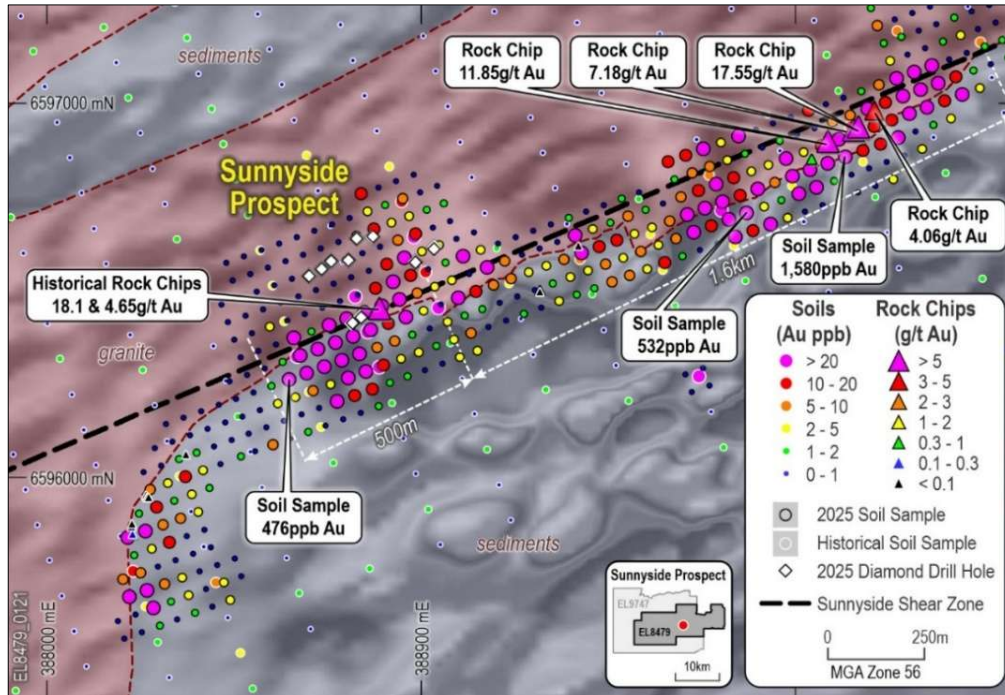 sediments
Rock Chip
11.85g/t Au
Rock Chip
7.18g/t Au
Rock Chip
17.55g/t Au
6597000 mN
Sunnyside
Prospect
Historical Rock Chips
18.1 & 4.65g/t Au
granite
Rock Chip
4.06g/t Au
Soil Sample
1,580ppb Au
1.6km
Soil Sample
532ppb Au
500m
6596000 mN
Soil Sample
476ppb Au
sediments
EL8479_0121
388000 mE
388900 mE
Sunnyside Prospect
EL9747
EL8479
10km
Soils
(Au ppb)
> 20
10 - 20
5 - 10
2 - 5
1 - 2
0 - 1
Rock Chips
(g/t Au)
> 5
3 - 5
2 - 3
1 - 2
0.3 - 1
0.1 - 0.3
< 0.1
2025 Soil Sample
Historical Soil Sample
2025 Diamond Drill Hole
Sunnyside Shear Zone
0 250m
MGA Zone 56